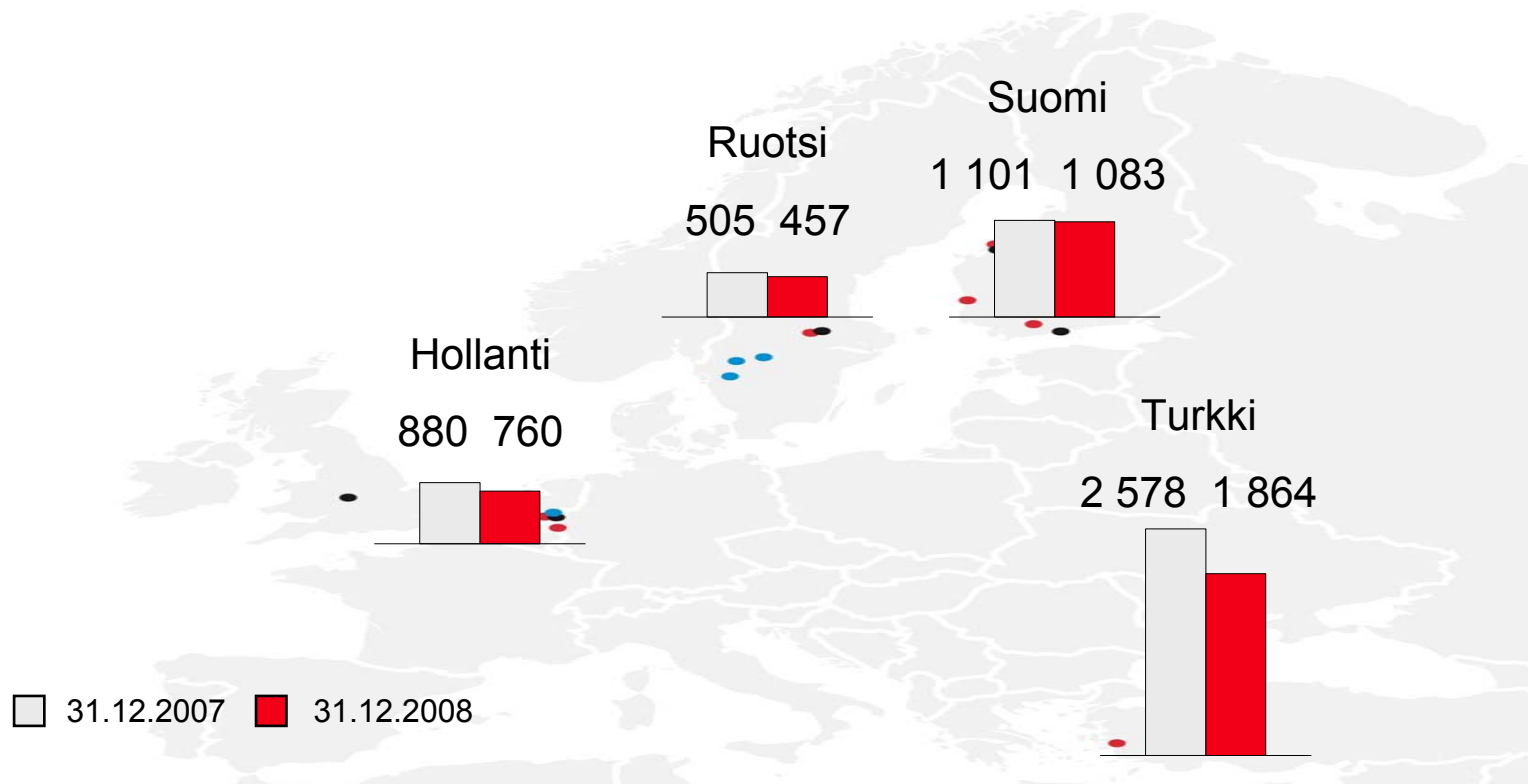 Suomi
1 101 1 083
Ruotsi
505 457
Hollanti
880 760
Turkki
2 578 1 864
31.12.2007 31.12.2008